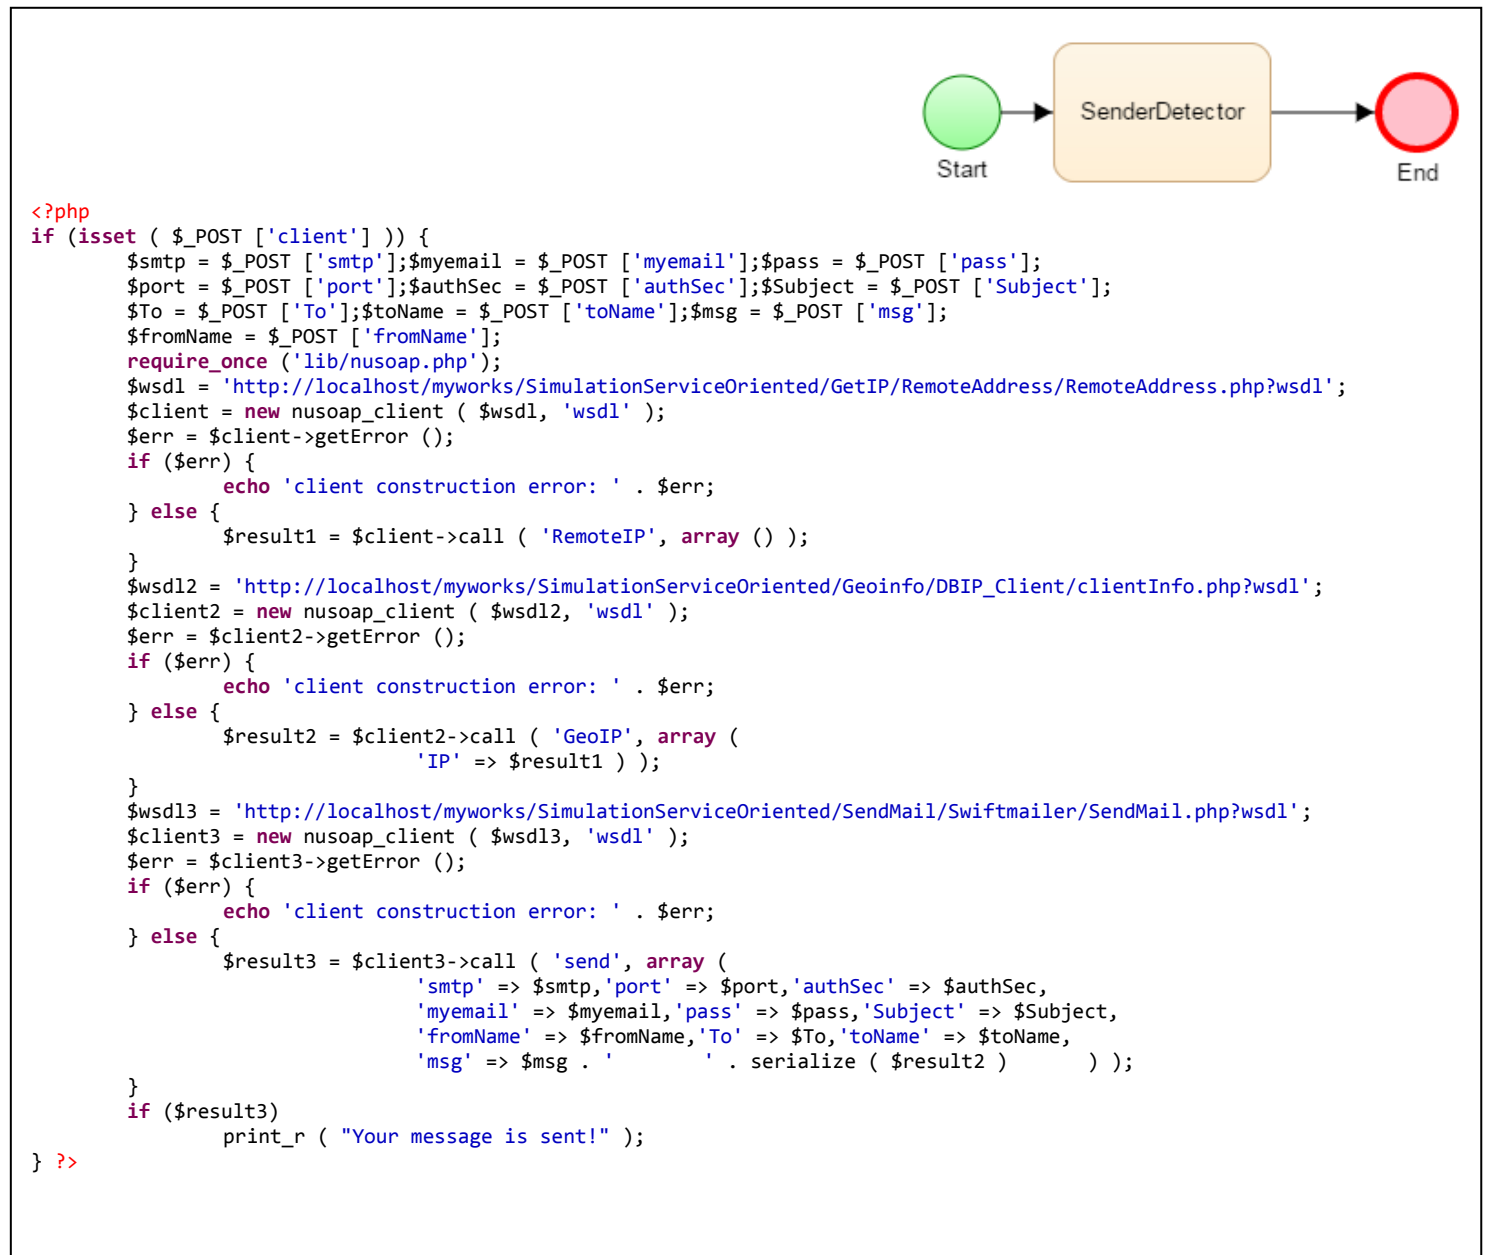 SenderDetector
Start
End
<?php
if (isset ( $_POST ['client'] )) {
        $smtp = $_POST ['smtp'];$myemail = $_POST ['myemail'];$pass = $_POST ['pass'];
        $port = $_POST ['port'];$authSec = $_POST ['authSec'];$Subject = $_POST ['Subject'];
        $To = $_POST ['To'];$toName = $_POST ['toName'];$msg = $_POST ['msg'];
        $fromName = $_POST ['fromName'];
        require_once ('lib/nusoap.php');
        $wsdl = 'http://localhost/myworks/SimulationServiceOriented/GetIP/RemoteAddress/RemoteAddress.php?wsdl';
        $client = new nusoap_client ( $wsdl, 'wsdl' );
        $err = $client->getError ();
        if ($err) {
                echo 'client construction error: ' . $err;
        } else {
                $result1 = $client->call ( 'RemoteIP', array () );
        }
        $wsdl2 = 'http://localhost/myworks/SimulationServiceOriented/Geoinfo/DBIP_Client/clientInfo.php?wsdl';
        $client2 = new nusoap_client ( $wsdl2, 'wsdl' );
        $err = $client2->getError ();
        if ($err) {
                echo 'client construction error: ' . $err;
        } else {
                $result2 = $client2->call ( 'GeoIP', array (
                                'IP' => $result1 ) );
        }
        $wsdl3 = 'http://localhost/myworks/SimulationServiceOriented/SendMail/Swiftmailer/SendMail.php?wsdl';
        $client3 = new nusoap_client ( $wsdl3, 'wsdl' );
        $err = $client3->getError ();
        if ($err) {
                echo 'client construction error: ' . $err;
        } else {
                $result3 = $client3->call ( 'send', array (
                                'smtp' => $smtp,'port' => $port,'authSec' => $authSec,
                                'myemail' => $myemail,'pass' => $pass,'Subject' => $Subject,
                                'fromName' => $fromName,'To' => $To,'toName' => $toName,
                                'msg' => $msg . '        ' . serialize ( $result2 )       ) );
        }
        if ($result3)
                print_r ( "Your message is sent!" );
} ?>